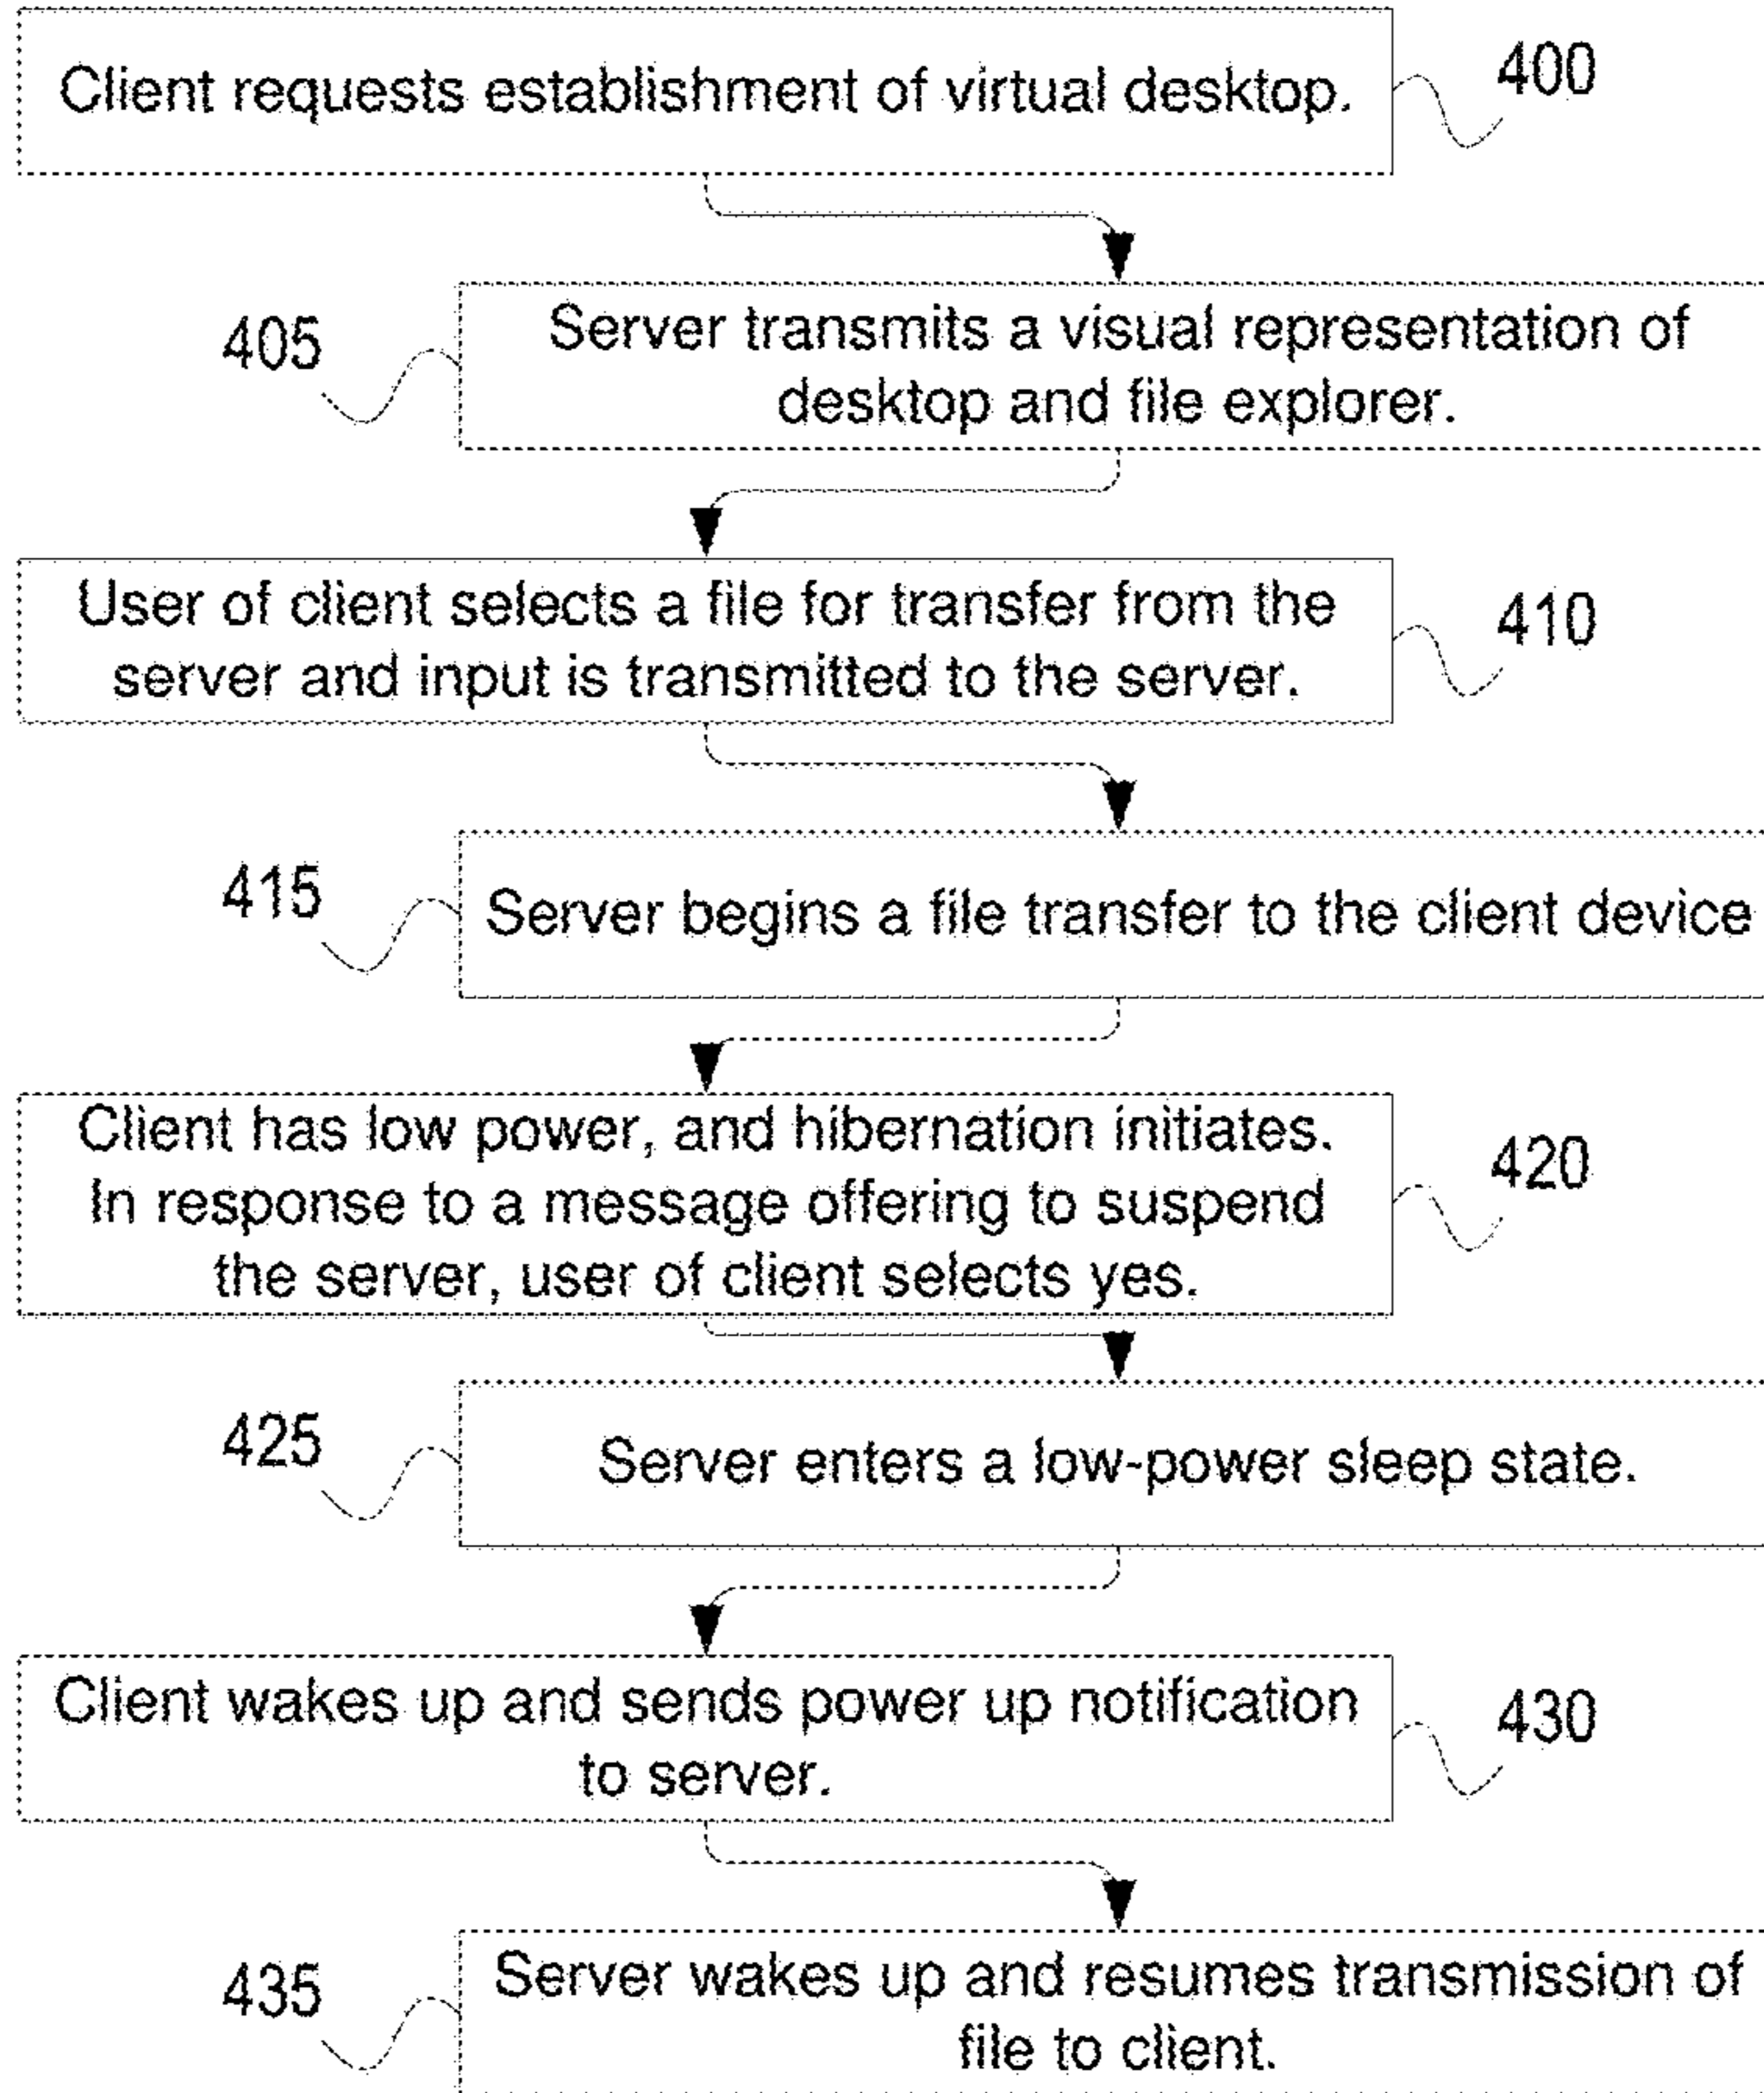 Client requests establishment of virtual desktop.
400
405
Server transmits a visual representation of
desktop and file explorer.
User of client selects a file for transfer from the
server and input is transmitted to the server.
410
415
Server begins a file transfer to the client device
Client has low power, and hibernation initiates.
In response to a message offering to suspend
the server, user of client selects yes.
420
425
Server enters a low-power sleep state.
Client wakes up and sends power up notification
to server.
430
435
Server wakes up and resumes transmission of
file to client.